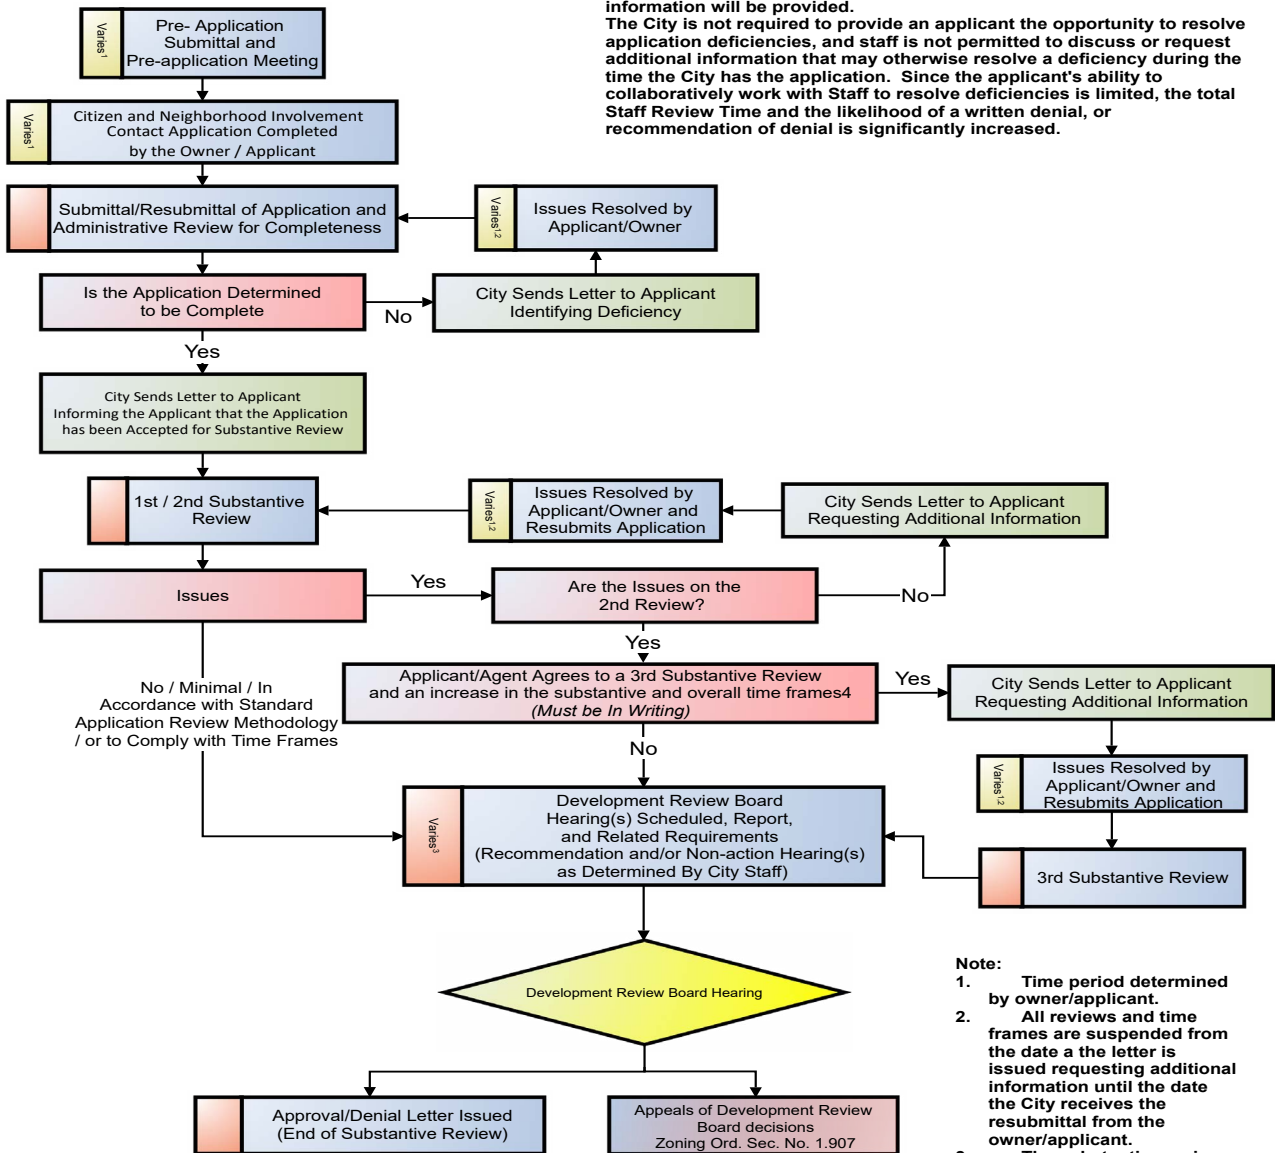 information will be provided.
The City is not required to provide an applicant the opportunity to resolve
application deficiencies, and staff is not permitted to discuss or request
additional information that may otherwise resolve a deficiency during the
time the City has the application. Since the applicant's ability to
collaboratively work with Staff to resolve deficiencies is limited, the total
Staff Review Time and the likelihood of a written denial, or
recommendation of denial is significantly increased.
Varies1
Pre- Application
Submittal and
Pre-application Meeting
Varies1
Citizen and Neighborhood Involvement
Contact Application Completed
by the Owner / Applicant
Submittal/Resubmittal of Application and
Administrative Review for Completeness
Varies1,2
Issues Resolved by
Applicant/Owner
Is the Application Determined
to be Complete
No
City Sends Letter to Applicant
Identifying Deficiency
Yes
City Sends Letter to Applicant
Informing the Applicant that the Application
has been Accepted for Substantive Review
1st / 2nd Substantive
Review
Varies1,2
Issues Resolved by
Applicant/Owner and
Resubmits Application
City Sends Letter to Applicant
Requesting Additional Information
Issues
Yes
Are the Issues on the
2nd Review?
No
Yes
No / Minimal / In
Accordance with Standard
Application Review Methodology
/ or to Comply with Time Frames
Applicant/Agent Agrees to a 3rd Substantive Review
and an increase in the substantive and overall time frames4
(Must be In Writing)
Yes
City Sends Letter to Applicant
Requesting Additional Information
No
Varies1,2
Issues Resolved by
Applicant/Owner and
Resubmits Application
Varies3
Development Review Board
Hearing(s) Scheduled, Report,
and Related Requirements
(Recommendation and/or Non-action Hearing(s)
as Determined By City Staff)
3rd Substantive Review
Development Review Board Hearing
Approval/Denial Letter Issued
(End of Substantive Review)
Appeals of Development Review
Board decisions
Zoning Ord. Sec. No. 1.907
Note:
1. Time period determined
by owner/applicant.
2. All reviews and time
frames are suspended from
the date a the letter is
issued requesting additional
information until the date
the City receives the
resubmittal from the
owner/applicant.